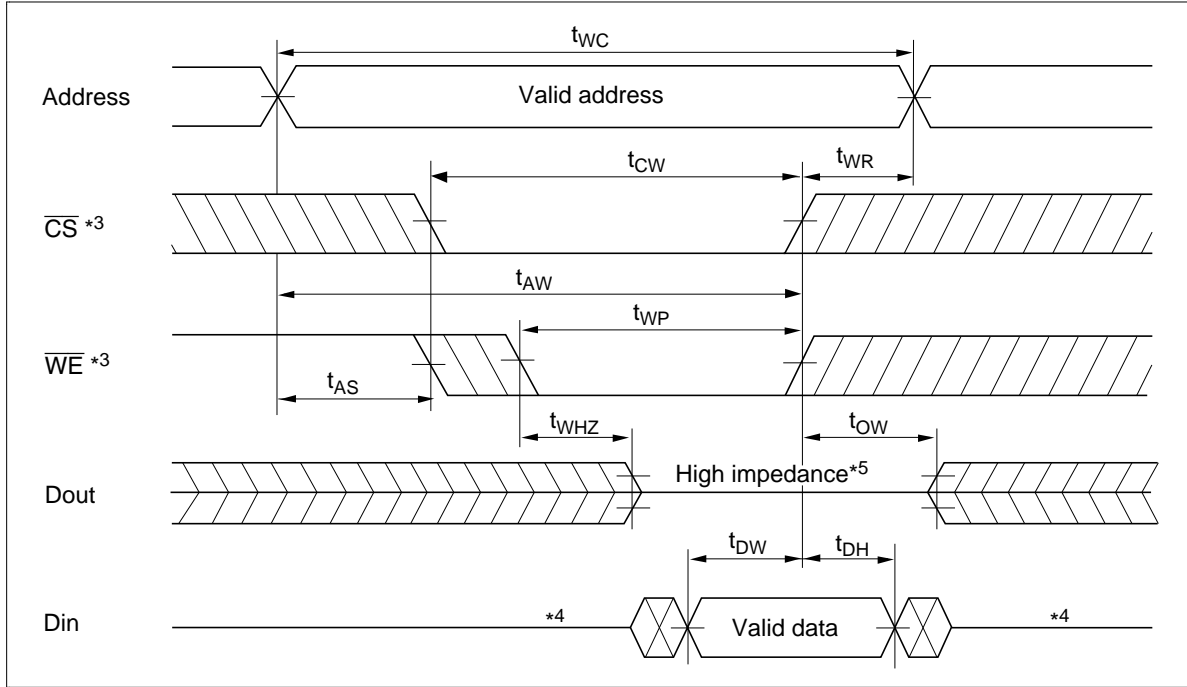 tWC
Address
Valid address
tCW
tWR
CS *3
tAW
tWP
WE *3
tAS
tWHZ
tOW
High impedance*5
Dout
tDW
tDH
Din
*4
Valid data
*4